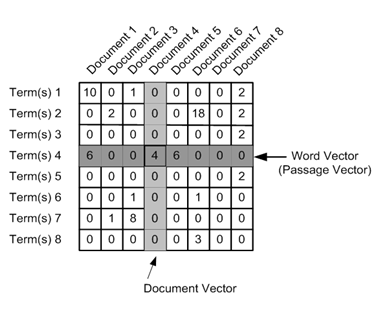 Document 1
Document 2
Document 3
Document 4
Document 5
Document 6
Document 7
Document 8
Term(s) 1 10 0 1 0 0 0 0 2
Term(s) 2 0 2 0 0 0 18 0 2
Term(s) 3 0 0 0 0 0 0 0 2
Term(s) 4 6 0 0 4 6 0 0 0
Term(s) 5 0 0 0 0 0 0 0 2
Term(s) 6 0 0 1 0 0 1 0 0
Term(s) 7 0 1 8 0 0 0 0 0
Term(s) 8 0 0 0 0 0 3 0 0
Word Vector
(Passage Vector)
Document Vector